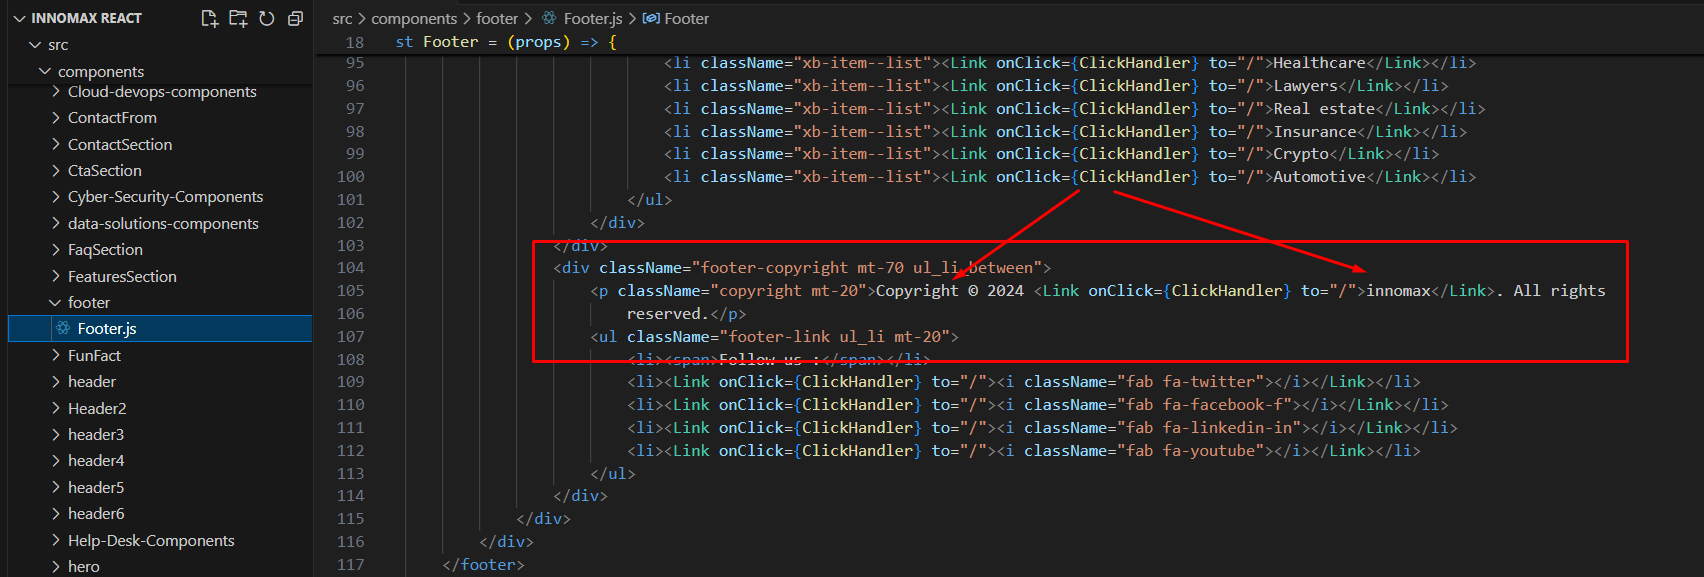 INNOMAX REACT
src
components
Cloud-devops-components
ContactFrom
ContactSection
CtaSection
Cyber-Security-Components
data-solutions-components
FaqSection
FeaturesSection
footer
Footer.js
FunFact
header
Header2
header3
header4
header5
header6
Help-Desk-Components
hero
src > components > footer > Footer.js > Footer
18 st Footer = (props) => {
95 <li className="xb-item--list"><Link onClick={ClickHandler} to="/">Healthcare</Link></li>
96 <li className="xb-item--list"><Link onClick={ClickHandler} to="/">Lawyers</Link></li>
97 <li className="xb-item--list"><Link onClick={ClickHandler} to="/">Real estate</Link></li>
98 <li className="xb-item--list"><Link onClick={ClickHandler} to="/">Insurance</Link></li>
99 <li className="xb-item--list"><Link onClick={ClickHandler} to="/">Crypto</Link></li>
100 <li className="xb-item--list"><Link onClick={ClickHandler} to="/">Automotive</Link></li>
101 </ul>
102 </div>
103 </div>
104 <div className="footer-copyright mt-70 ul_li_between">
105 <p className="copyright mt-20">Copyright © 2024 <Link onClick={ClickHandler} to="/">innomax</Link>. All rights
106 reserved.</p>
107 <ul className="footer-link ul_li mt-20">
108 <li><span>Follow us :</span></li>
109 <li><Link onClick={ClickHandler} to="/"><i className="fab fa-twitter"></i></Link></li>
110 <li><Link onClick={ClickHandler} to="/"><i className="fab fa-facebook-f"></i></Link></li>
111 <li><Link onClick={ClickHandler} to="/"><i className="fab fa-linkedin-in"></i></Link></li>
112 <li><Link onClick={ClickHandler} to="/"><i className="fab fa-youtube"></i></Link></li>
113 </ul>
114 </div>
115 </div>
116 </div>
117 </footer>